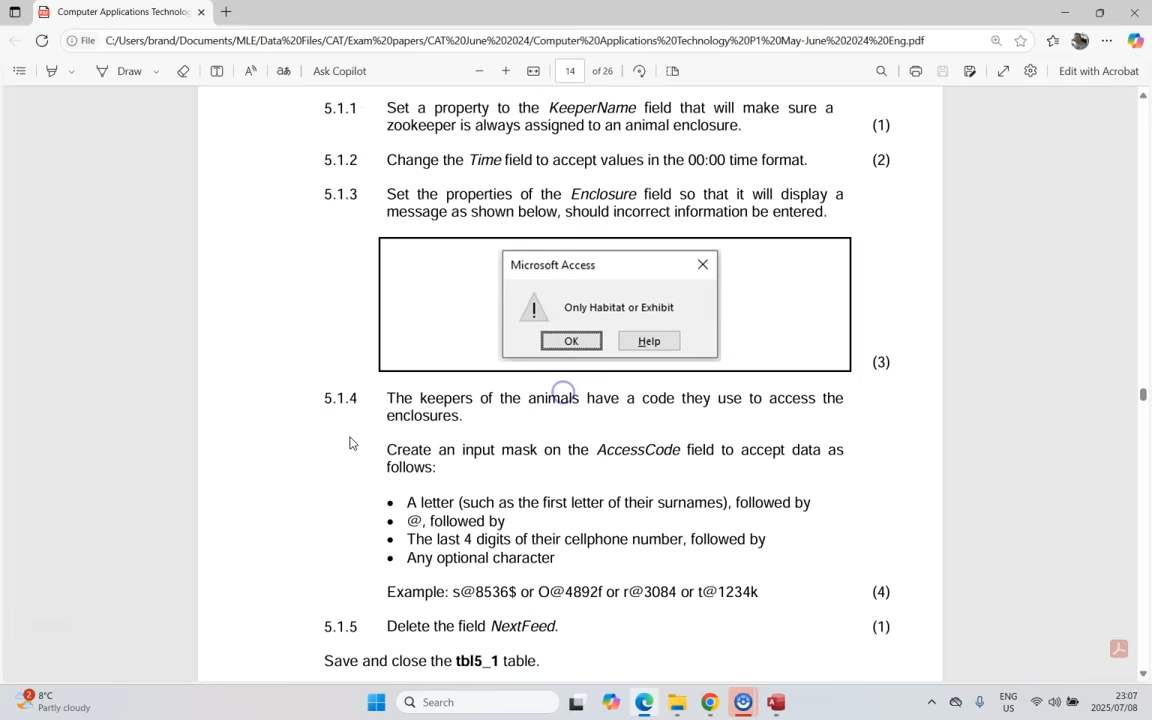 Computer Applications Technolo
File
C:/Users/brand/Documents/MLE/Data%20Files/CAT/Exam%20papers/CAT%20June%202024/Computer%20Applications%20Technology%20P1%20May-June%202024%20Eng.pdf
Draw
Ask Copilot
14 of 26
Edit with Acrobat
5.1.1 Set a property to the KeeperName field that will make sure a
zookeeper is always assigned to an animal enclosure. (1)
5.1.2 Change the Time field to accept values in the 00:00 time format. (2)
5.1.3 Set the properties of the Enclosure field so that it will display a
message as shown below, should incorrect information be entered.
Microsoft Access
Only Habitat or Exhibit
OK Help
(3)
5.1.4 The keepers of the animals have a code they use to access the
enclosures.
Create an input mask on the AccessCode field to accept data as
follows:
• A letter (such as the first letter of their surnames), followed by
• @, followed by
• The last 4 digits of their cellphone number, followed by
• Any optional character
Example: s@8536$ or O@4892f or r@3084 or t@1234k (4)
5.1.5 Delete the field NextFeed. (1)
Save and close the tbl5_1 table.
2
8°C
Partly cloudy
Search
ENG
US
23:07
2025/07/08